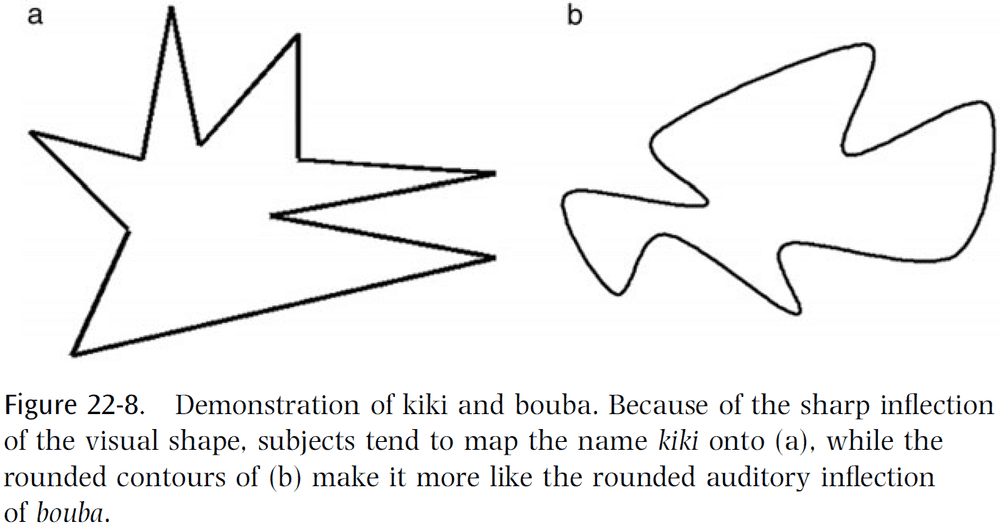 a
b
Figure 22-8. Demonstration of kiki and bouba. Because of the sharp inflection
of the visual shape, subjects tend to map the name kiki onto (a), while the
rounded contours of (b) make it more like the rounded auditory inflection
of bouba.